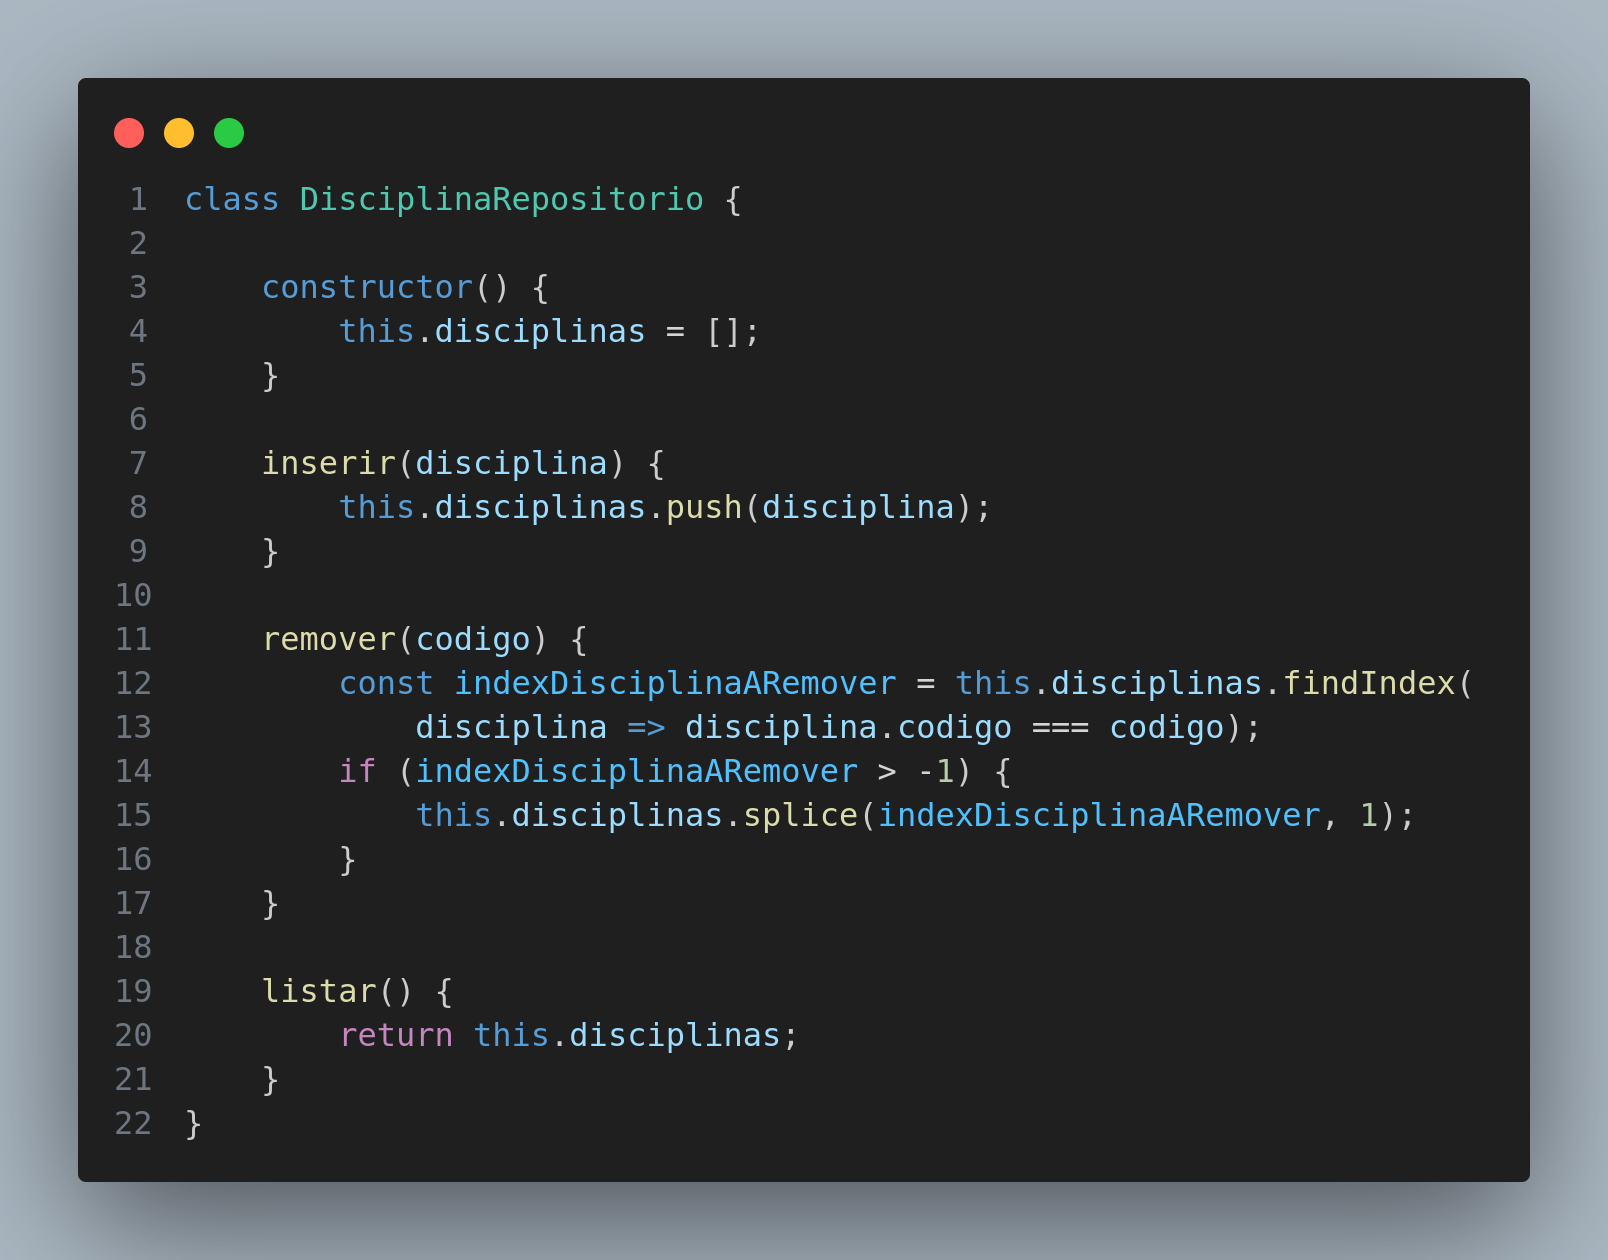 1 class DisciplinaRepositorio {
2
3     constructor() {
4         this.disciplinas = [];
5     }
6
7     inserir(disciplina) {
8         this.disciplinas.push(disciplina);
9     }
10
11     remover(codigo) {
12         const indexDisciplinaARemover = this.disciplinas.findIndex(
13             disciplina => disciplina.codigo === codigo);
14         if (indexDisciplinaARemover > -1) {
15             this.disciplinas.splice(indexDisciplinaARemover, 1);
16         }
17     }
18
19     listar() {
20         return this.disciplinas;
21     }
22 }